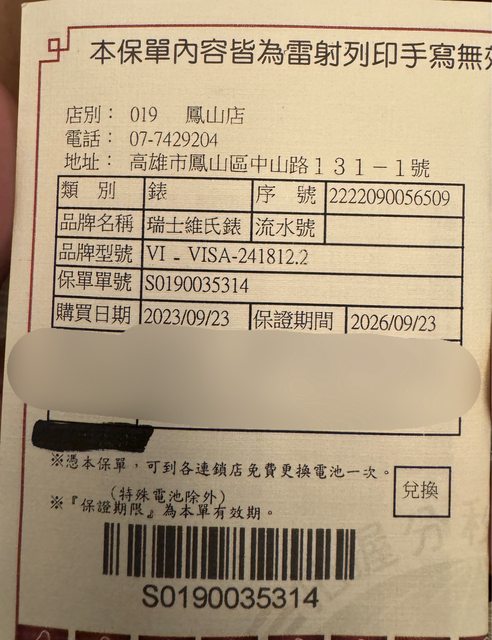 本保單內容皆為雷射列印手寫無效
店別： 019 鳳山店
電話： 07-7429204
地址： 高雄市鳳山區中山路１３１－１號
類 別 錶 序 號 2222090056509
品牌名稱 瑞士維氏錶 流水號
品牌型號 VI - VISA-241812.2
保單單號 S0190035314
購買日期 2023/09/23 保證期間 2026/09/23
※憑本保單，可到各連鎖店免費更換電池一次。
(特殊電池除外)
兌換
※『保證期限』為本單有效期。
S0190035314